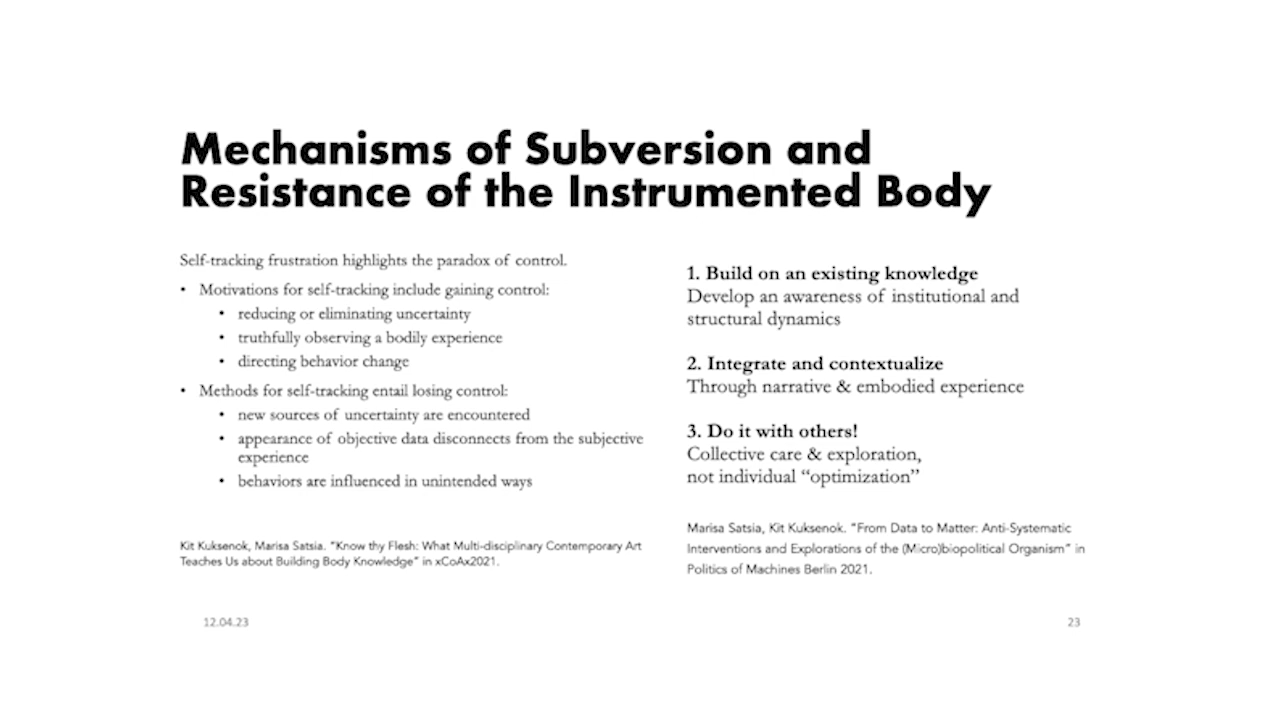 Mechanisms of Subversion and
Resistance of the Instrumented Body
Self-tracking frustration highlights the paradox of control.
• Motivations for self-tracking include gaining control:
• reducing or eliminating uncertainty
• truthfully observing a bodily experience
• directing behavior change
• Methods for self-tracking entail losing control:
• new sources of uncertainty are encountered
• appearance of objective data disconnects from the subjective
experience
• behaviors are influenced in unintended ways
Kit Kuksenok, Marisa Satsia. “Know thy Flesh: What Multi-disciplinary Contemporary Art
Teaches Us about Building Body Knowledge” in xCoAx2021.
1. Build on an existing knowledge
Develop an awareness of institutional and
structural dynamics
2. Integrate and contextualize
Through narrative & embodied experience
3. Do it with others!
Collective care & exploration,
not individual “optimization”
Marisa Satsia, Kit Kuksenok. “From Data to Matter: Anti-Systematic
Interventions and Explorations of the (Micro)biopolitical Organism” in
Politics of Machines Berlin 2021.
12.04.23
23